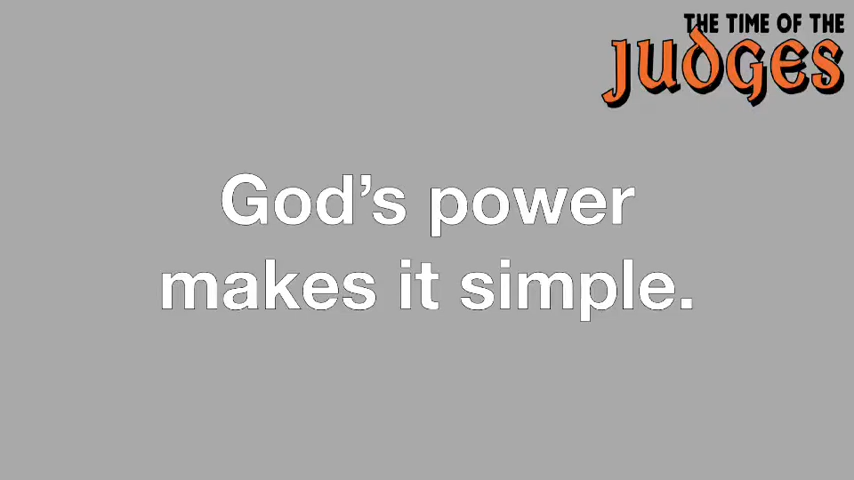 THE TIME OF THE
JUDGES
God’s power
makes it simple.